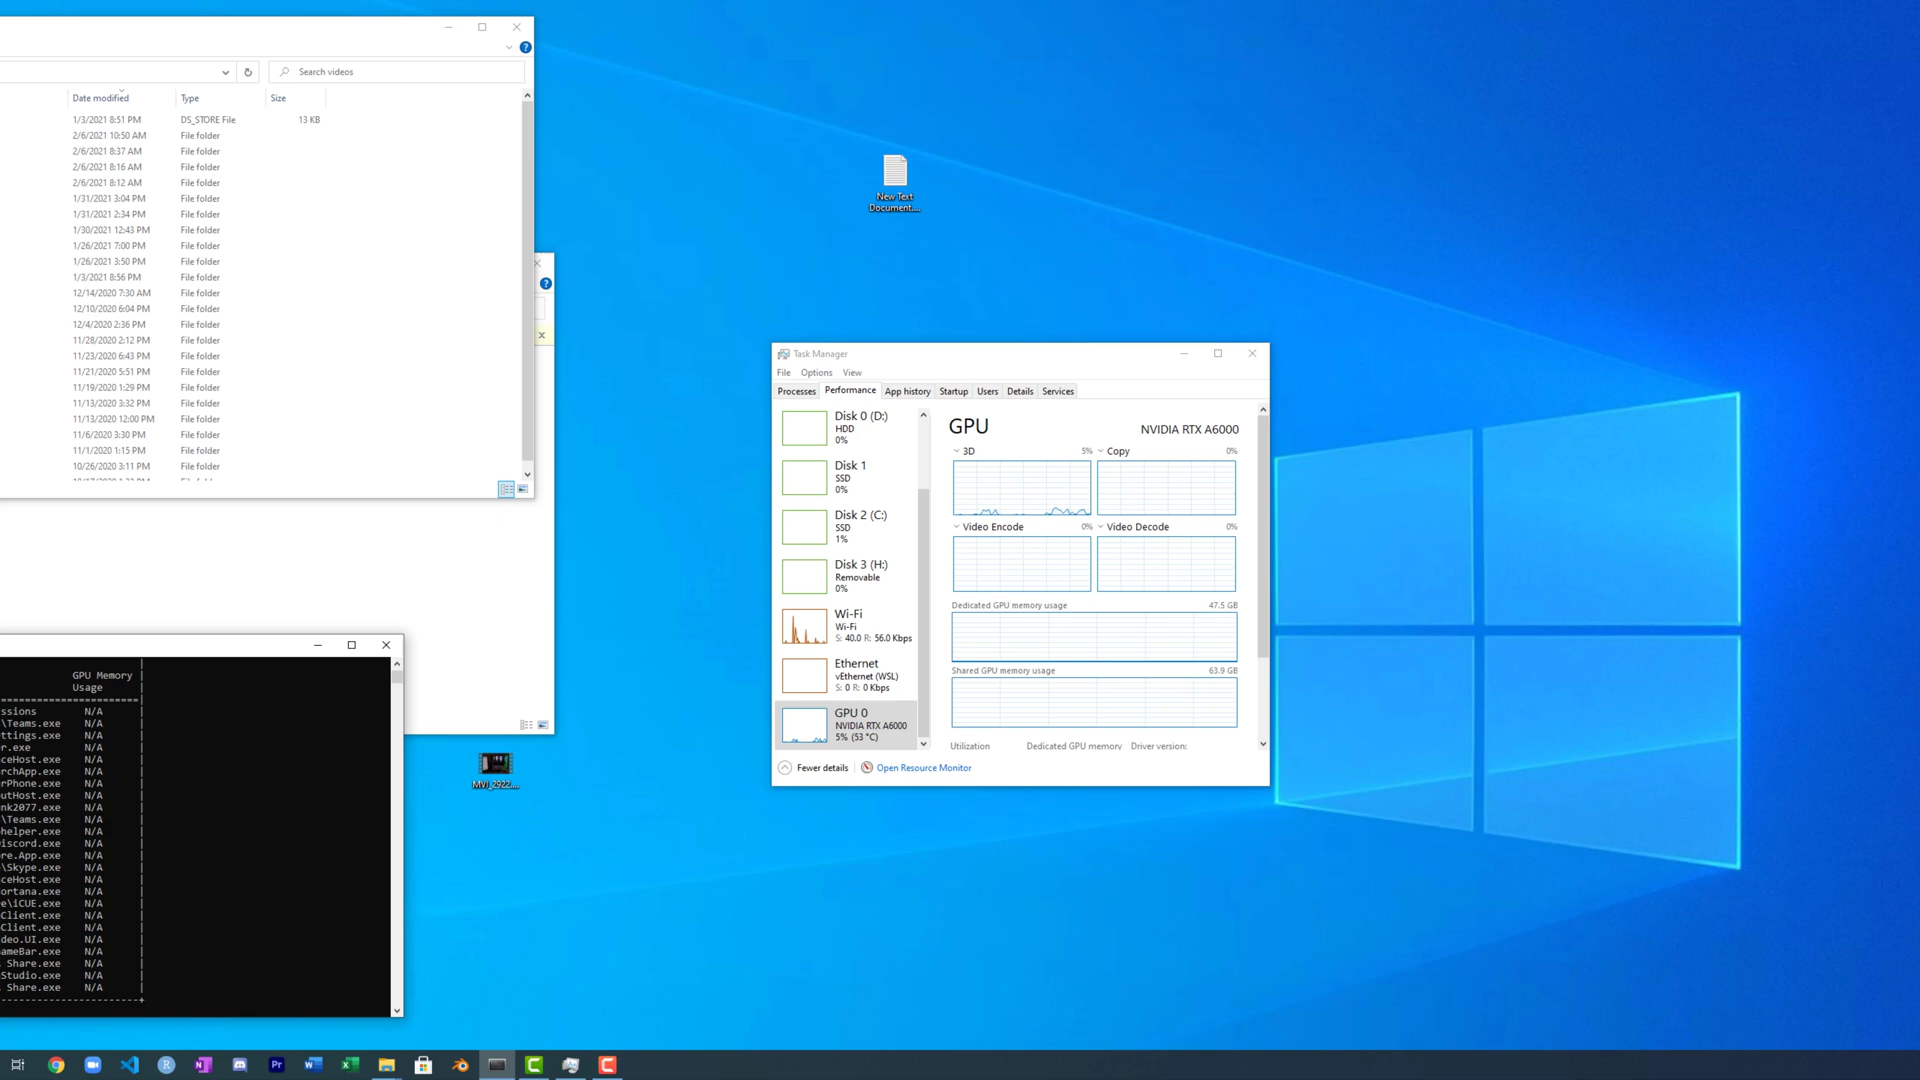 Search videos
Date modified Type Size
1/3/2021 8:51 PM DS_STORE File 13 KB
2/6/2021 10:50 AM File folder
2/6/2021 8:37 AM File folder
2/6/2021 8:16 AM File folder
2/6/2021 8:12 AM File folder
1/31/2021 3:04 PM File folder
1/31/2021 2:34 PM File folder
1/30/2021 12:43 PM File folder
1/26/2021 7:00 PM File folder
1/26/2021 3:50 PM File folder
1/3/2021 8:56 PM File folder
12/14/2020 7:30 AM File folder
12/10/2020 6:04 PM File folder
12/4/2020 2:36 PM File folder
11/28/2020 2:12 PM File folder
11/23/2020 6:43 PM File folder
11/21/2020 5:51 PM File folder
11/19/2020 1:29 PM File folder
11/13/2020 3:32 PM File folder
11/13/2020 12:00 PM File folder
11/6/2020 3:30 PM File folder
11/1/2020 1:15 PM File folder
10/26/2020 3:11 PM File folder
New Text
Document....
GPU Memory
Usage
ssions N/A
\Teams.exe N/A
ttings.exe N/A
r.exe N/A
ceHost.exe N/A
rchApp.exe N/A
rPhone.exe N/A
utHost.exe N/A
nk2077.exe N/A
\Teams.exe N/A
helper.exe N/A
iscord.exe N/A
re.App.exe N/A
\Skype.exe N/A
ceHost.exe N/A
ortana.exe N/A
e\iCUE.exe N/A
Client.exe N/A
Client.exe N/A
deo.UI.exe N/A
ameBar.exe N/A
Share.exe N/A
Studio.exe N/A
Share.exe N/A
MVI_2922....
Task Manager
File Options View
Processes Performance App history Startup Users Details Services
Disk 0 (D:)
HDD
0%
Disk 1
SSD
0%
Disk 2 (C:)
SSD
1%
Disk 3 (H:)
Removable
0%
Wi-Fi
Wi-Fi
S: 40.0 R: 56.0 Kbps
Ethernet
vEthernet (WSL)
S: 0 R: 0 Kbps
GPU 0
NVIDIA RTX A6000
5% (53 °C)
GPU NVIDIA RTX A6000
3D 5% Copy 0%
Video Encode 0% Video Decode 0%
Dedicated GPU memory usage 47.5 GB
Shared GPU memory usage 63.9 GB
Utilization Dedicated GPU memory Driver version:
Fewer details Open Resource Monitor
R N Pr W X